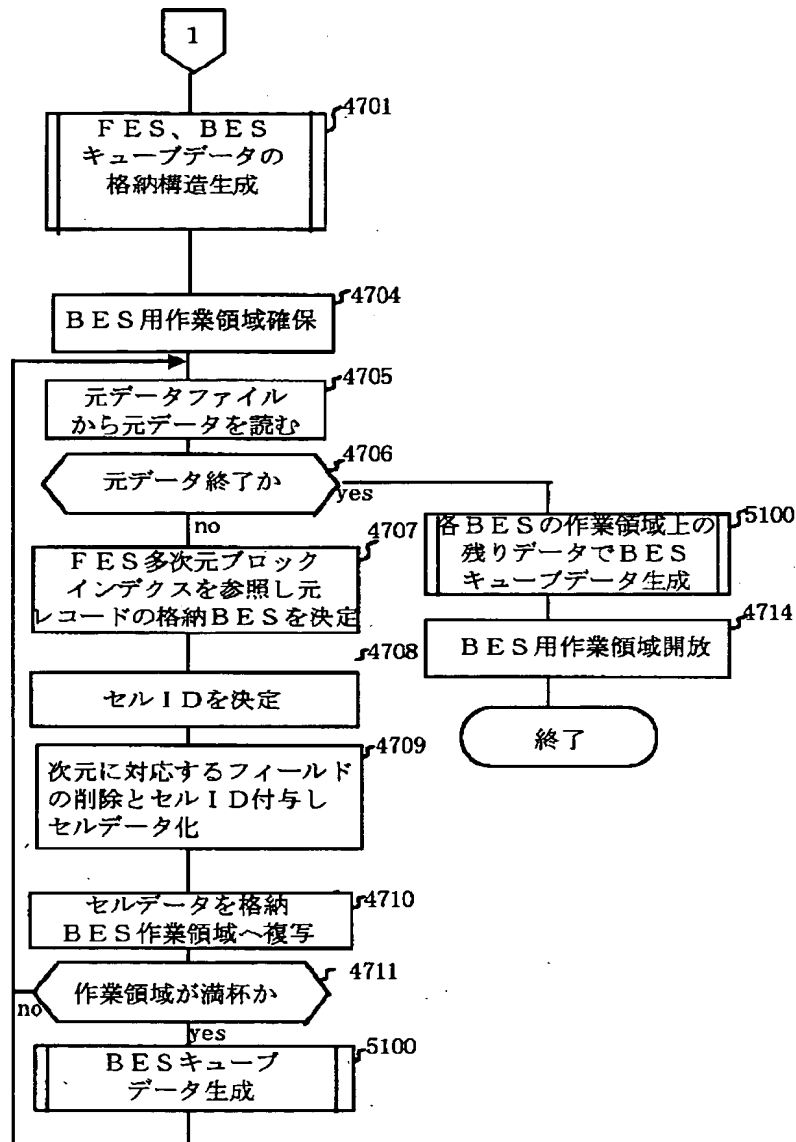 1
4701
FES、BES
キューブデータの
格納構造生成
4704
BES用作業領域確保
4705
元データファイル
から元データを読む
4706
元データ終了か
yes
no
4707
FES多次元ブロック
インデクスを参照し元
レコードの格納BESを決定
4708
セルIDを決定
4709
次元に対応するフィールド
の削除とセルID付与し
セルデータ化
4710
セルデータを格納
BES作業領域へ複写
4711
作業領域が満杯か
no
yes
5100
BESキューブ
データ生成
5100
各BESの作業領域上の
残りデータでBES
キューブデータ生成
4714
BES用作業領域開放
終了